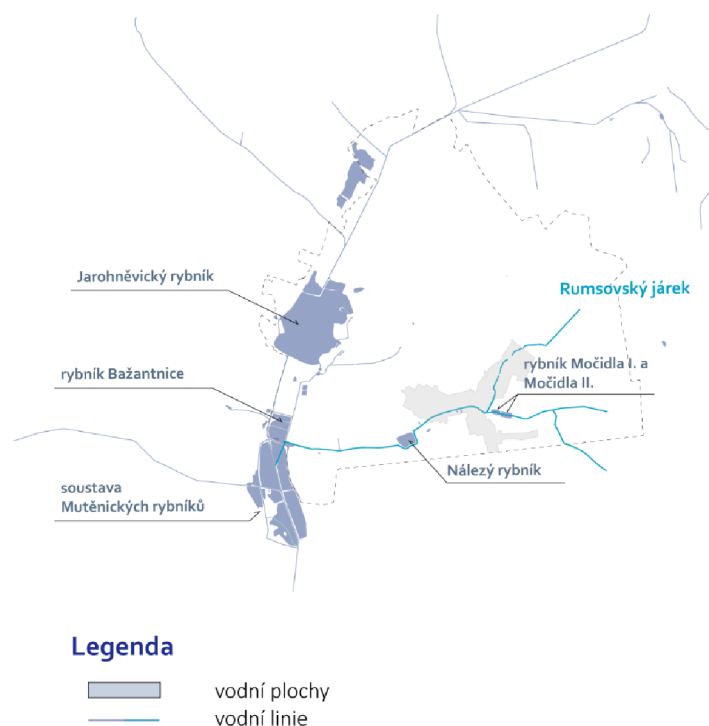 Jarohněvický rybník
Rumsovský járek
rybník Močidla I. a
Močidla II.
rybník Bažantnice
Nálezý rybník
soustava
Mutěnických rybníků
Legenda
vodní plochy
vodní linie